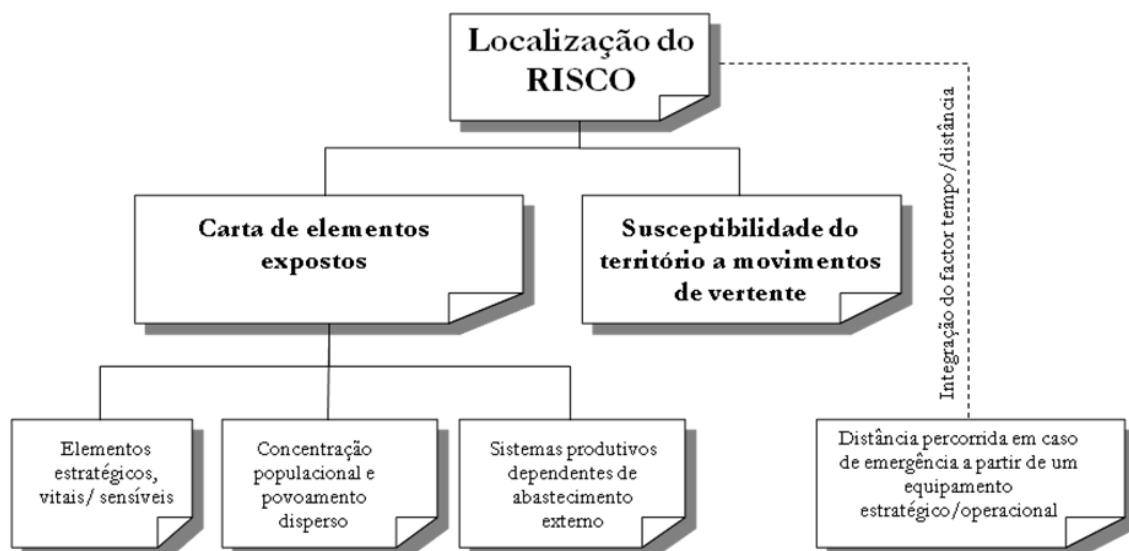 Localização do
RISCO
Integração do factor tempo/distância
Carta de elementos
expostos
Susceptibilidade do
território a movimentos
de vertente
Elementos
estratégicos,
vitais/ sensíveis
Concentração
populacional e
povoamento
disperso
Sistemas produtivos
dependentes de
abastecimento
externo
Distância percorrida em caso
de emergência a partir de um
equipamento
estratégico/operacional